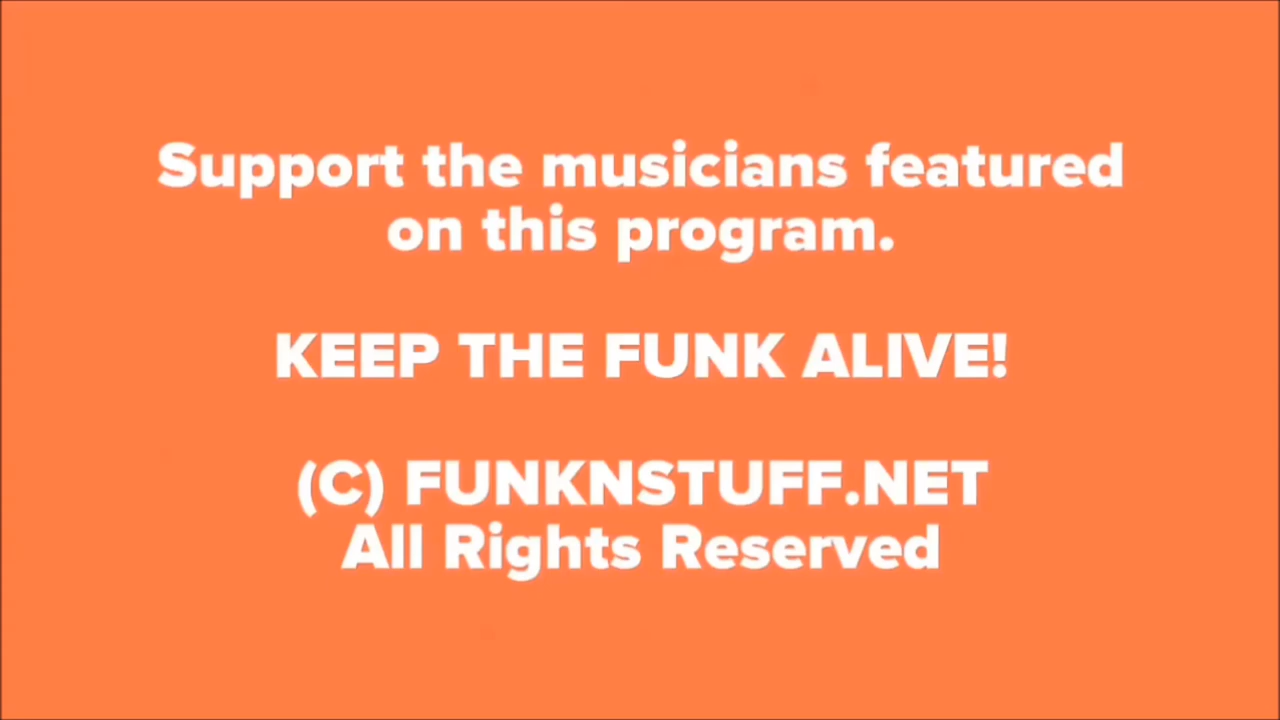 Support the musicians featured
on this program.
KEEP THE FUNK ALIVE!
(C) FUNKNSTUFF.NET
All Rights Reserved